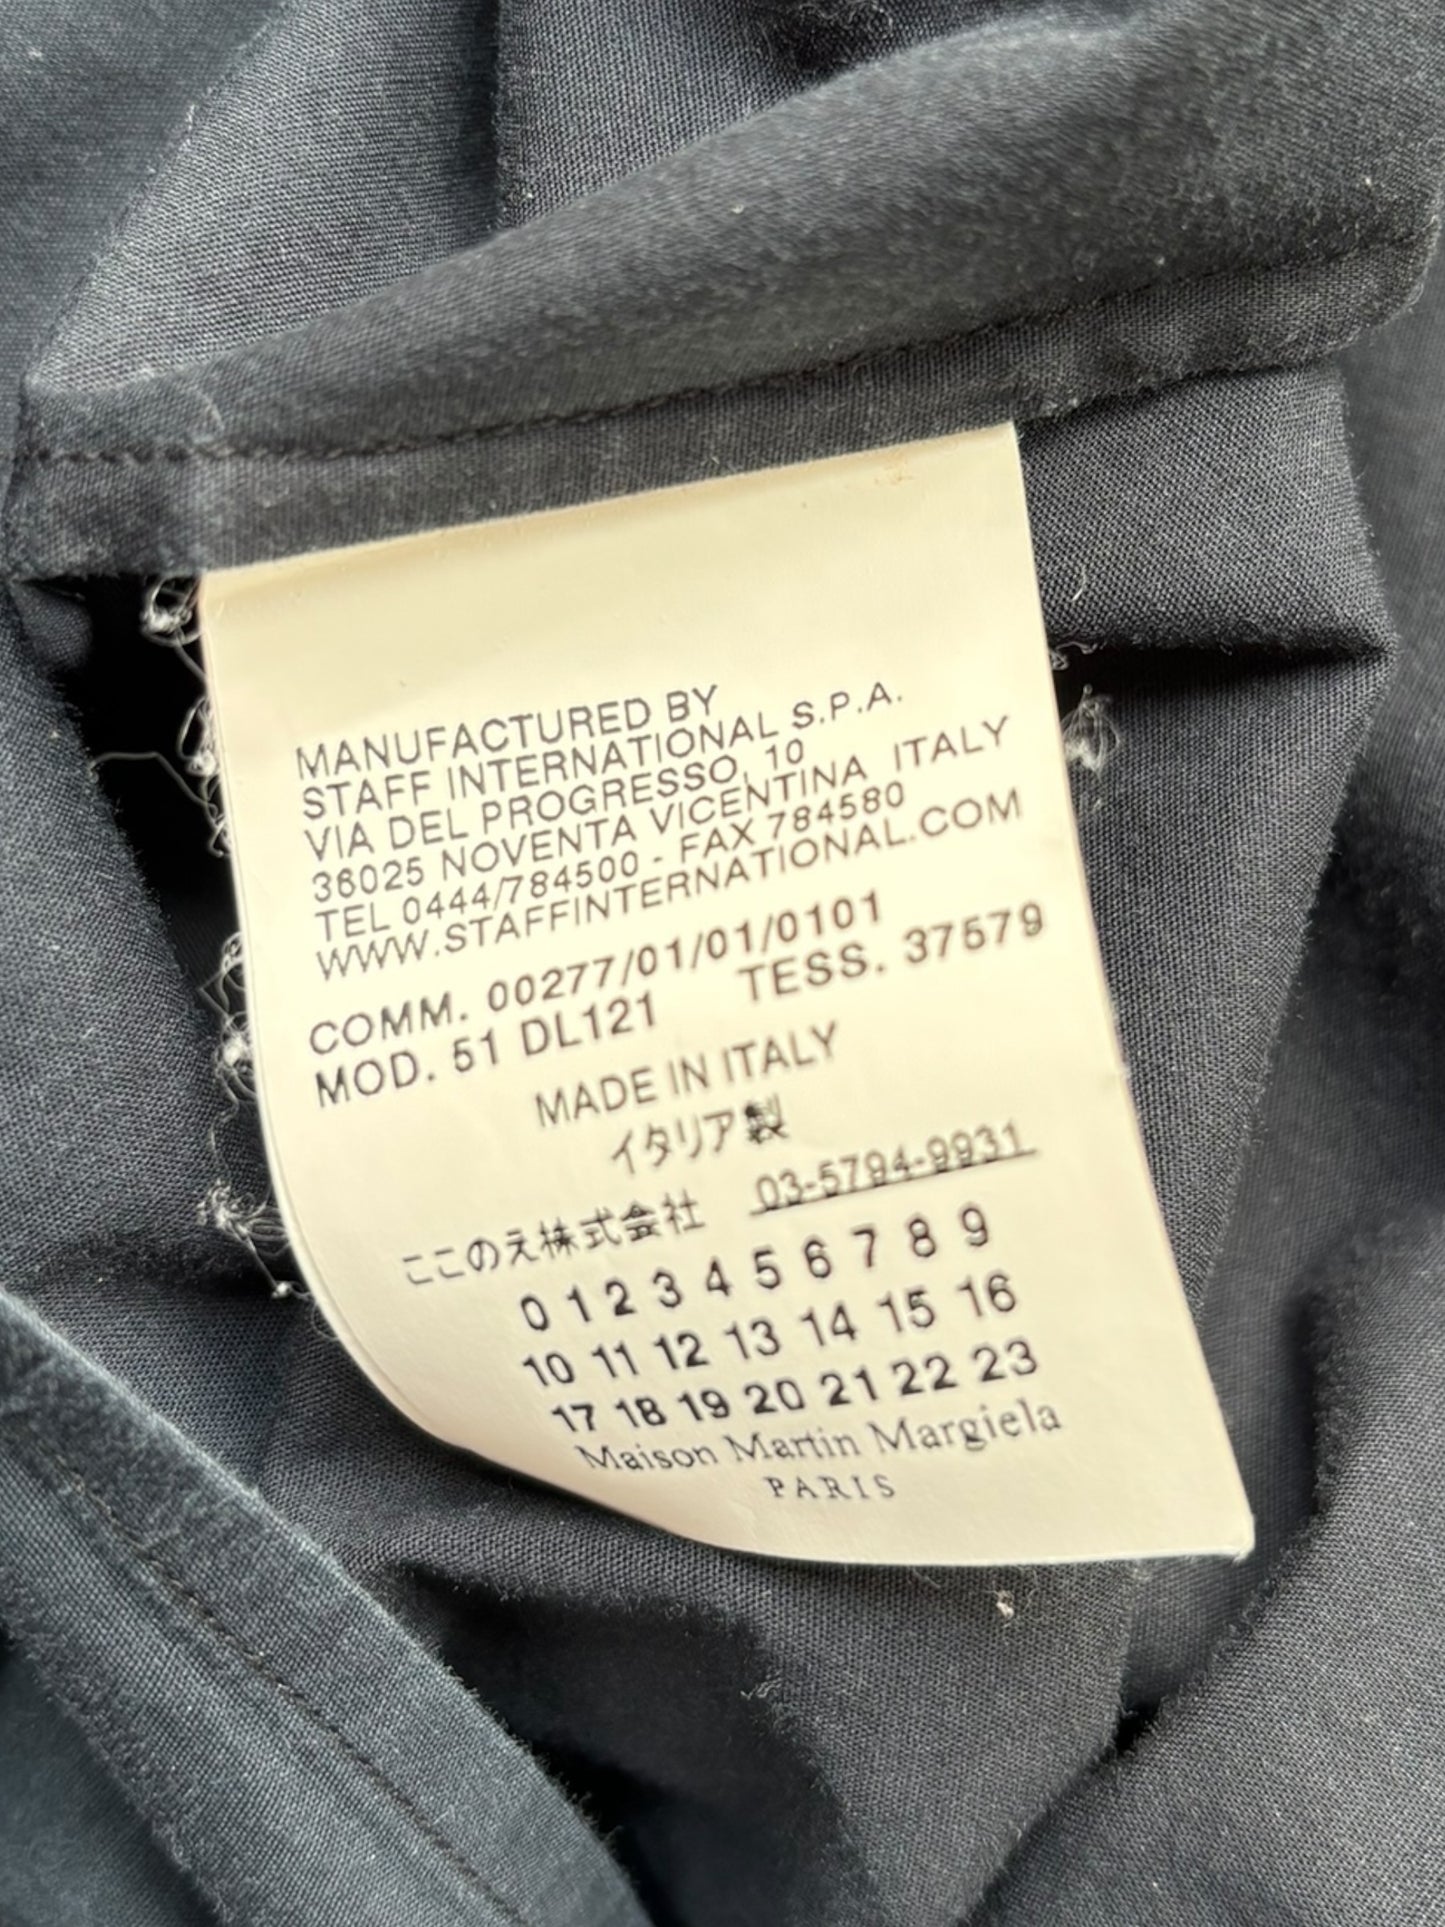 MANUFACTURED BY
STAFF INTERNATIONAL S.P.A.
VIA DEL PROGRESSO, 10
36025 NOVENTA VICENTINA ITALY
TEL 0444/784500 - FAX 784580
WWW.STAFFINTERNATIONAL.COM
COMM. 00277/01/01/0101
MOD. 51 DL121 TESS. 37579
MADE IN ITALY
イタリア製
ここのえ株式会社 03-5794-9931
0 1 2 3 4 5 6 7 8 9
10 11 12 13 14 15 16
17 18 19 20 21 22 23
Maison Martin Margiela
PARIS